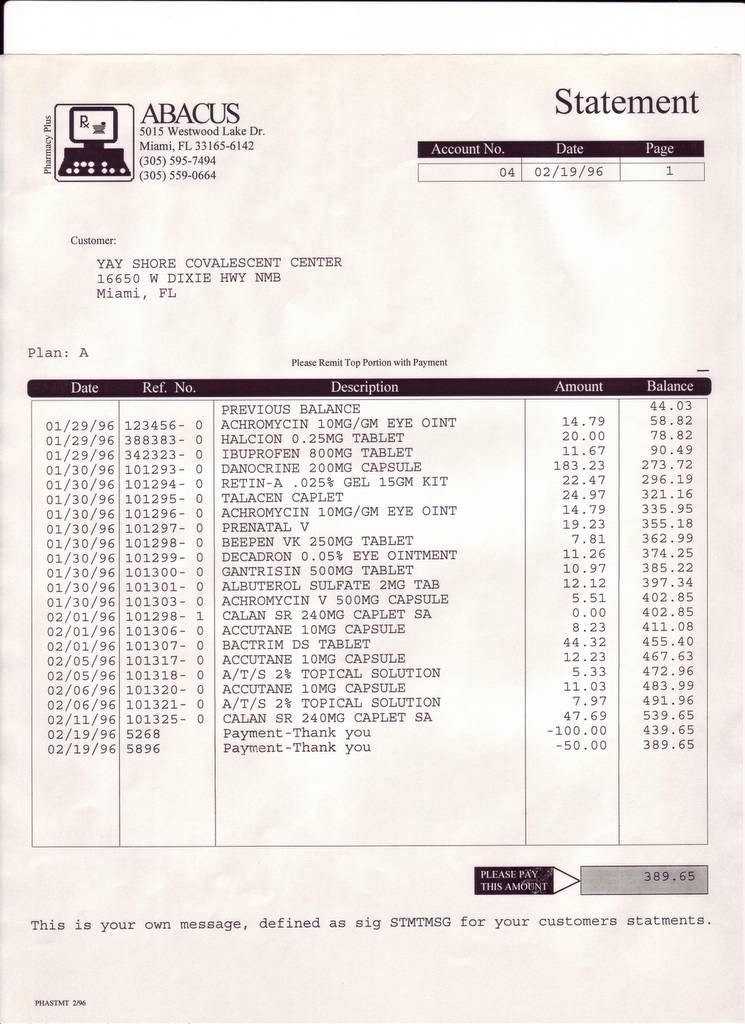 Statement
Pharmacy Plus
ABACUS
5015 Westwood Lake Dr.
Miami, FL 33165-6142
(305) 595-7494
(305) 559-0664
Account No. Date Page
04 02/19/96 1
Customer:
YAY SHORE COVALESCENT CENTER
16650 W DIXIE HWY NMB
Miami, FL
Plan: A
Please Remit Top Portion with Payment
Date Ref. No. Description Amount Balance
PREVIOUS BALANCE 44.03
01/29/96 123456- 0 ACHROMYCIN 10MG/GM EYE OINT 14.79 58.82
01/29/96 388383- 0 HALCION 0.25MG TABLET 20.00 78.82
01/29/96 342323- 0 IBUPROFEN 800MG TABLET 11.67 90.49
01/30/96 101293- 0 DANOCRINE 200MG CAPSULE 183.23 273.72
01/30/96 101294- 0 RETIN-A .025% GEL 15GM KIT 22.47 296.19
01/30/96 101295- 0 TALACEN CAPLET 24.97 321.16
01/30/96 101296- 0 ACHROMYCIN 10MG/GM EYE OINT 14.79 335.95
01/30/96 101297- 0 PRENATAL V 19.23 355.18
01/30/96 101298- 0 BEEPEN VK 250MG TABLET 7.81 362.99
01/30/96 101299- 0 DECADRON 0.05% EYE OINTMENT 11.26 374.25
01/30/96 101300- 0 GANTRISIN 500MG TABLET 10.97 385.22
01/30/96 101301- 0 ALBUTEROL SULFATE 2MG TAB 12.12 397.34
01/30/96 101303- 0 ACHROMYCIN V 500MG CAPSULE 5.51 402.85
02/01/96 101298- 1 CALAN SR 240MG CAPLET SA 0.00 402.85
02/01/96 101306- 0 ACCUTANE 10MG CAPSULE 8.23 411.08
02/01/96 101307- 0 BACTRIM DS TABLET 44.32 455.40
02/05/96 101317- 0 ACCUTANE 10MG CAPSULE 12.23 467.63
02/05/96 101318- 0 A/T/S 2% TOPICAL SOLUTION 5.33 472.96
02/06/96 101320- 0 ACCUTANE 10MG CAPSULE 11.03 483.99
02/06/96 101321- 0 A/T/S 2% TOPICAL SOLUTION 7.97 491.96
02/11/96 101325- 0 CALAN SR 240MG CAPLET SA 47.69 539.65
02/19/96 5268 Payment-Thank you -100.00 439.65
02/19/96 5896 Payment-Thank you -50.00 389.65
PLEASE PAY
THIS AMOUNT 389.65
This is your own message, defined as sig STMTMSG for your customers statments.
PHASTMT 2/96